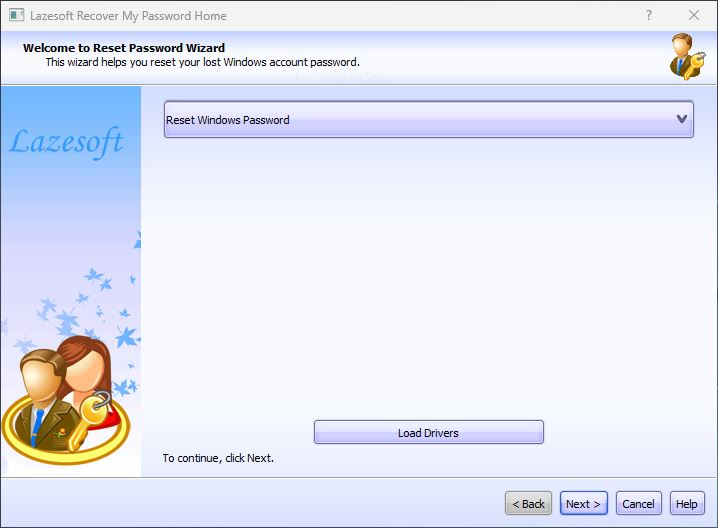 Lazesoft Recover My Password Home
?
Welcome to Reset Password Wizard
This wizard helps you reset your lost Windows account password.
Window Snip
Lazesoft
Reset Windows Password
Load Drivers
To continue, click Next.
< Back
Next >
Cancel
Help